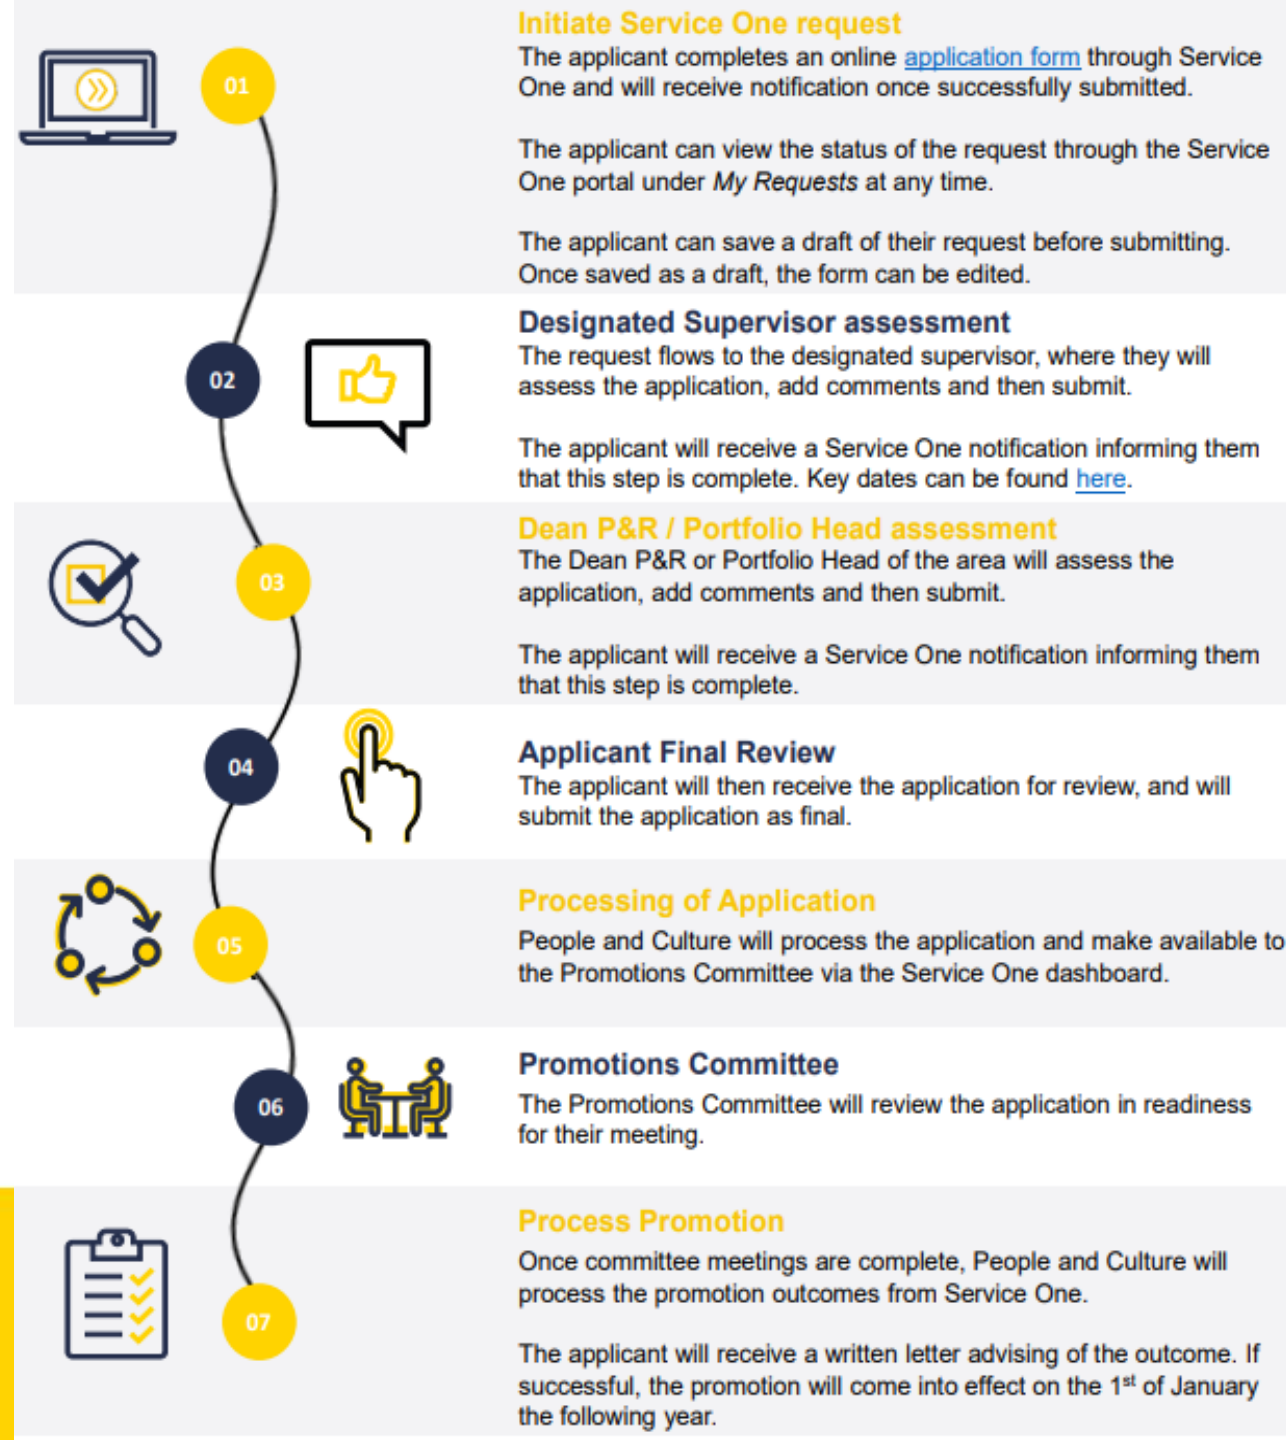 Initiate Service One request
01
The applicant completes an online application form through Service
One and will receive notification once successfully submitted.
The applicant can view the status of the request through the Service
One portal under My Requests at any time.
The applicant can save a draft of their request before submitting.
Once saved as a draft, the form can be edited.
Designated Supervisor assessment
02
The request flows to the designated supervisor, where they will
assess the application, add comments and then submit.
The applicant will receive a Service One notification informing them
that this step is complete. Key dates can be found here.
Dean P&R / Portfolio Head assessment
03
The Dean P&R or Portfolio Head of the area will assess the
application, add comments and then submit.
The applicant will receive a Service One notification informing them
that this step is complete.
04
Applicant Final Review
The applicant will then receive the application for review, and will
submit the application as final.
05
Processing of Application
People and Culture will process the application and make available to
the Promotions Committee via the Service One dashboard.
06
Promotions Committee
The Promotions Committee will review the application in readiness
for their meeting.
07
Process Promotion
Once committee meetings are complete, People and Culture will
process the promotion outcomes from Service One.
The applicant will receive a written letter advising of the outcome. If
successful, the promotion will come into effect on the 1st of January
the following year.